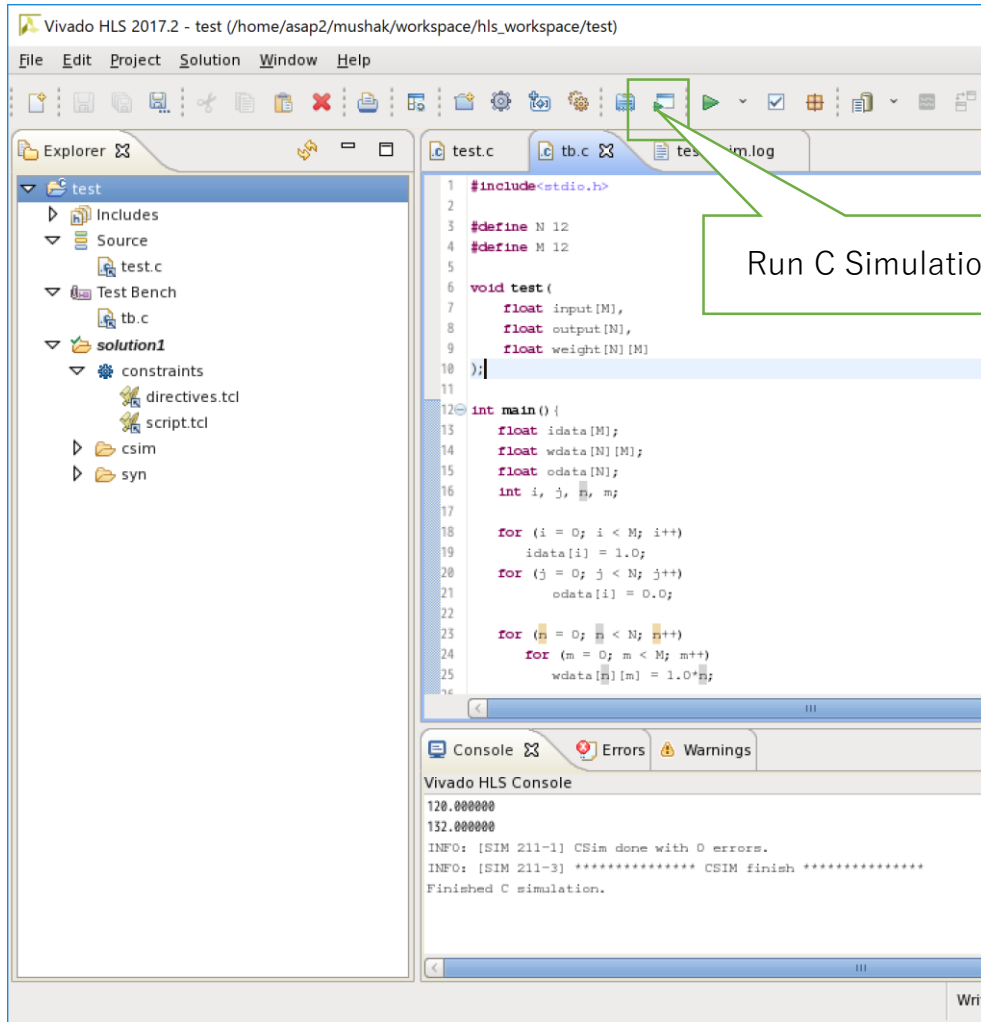 Vivado HLS 2017.2 - test (/home/asap2/mushak/workspace/hls_workspace/test)
File Edit Project Solution Window Help
Explorer
test
Includes
Source
test.c
Test Bench
tb.c
solution1
constraints
directives.tcl
script.tcl
csim
syn
test.c tb.c im.log
Run C Simulatio
1 #include<stdio.h>
2
3 #define N 12
4 #define M 12
5
6 void test(
7 float input[M],
8 float output[N],
9 float weight[N][M]
10 );
11
12 int main(){
13 float idata[M];
14 float wdata[N][M];
15 float odata[N];
16 int i, j, n, m;
17
18 for (i = 0; i < M; i++)
19 idata[i] = 1.0;
20 for (j = 0; j < N; j++)
21 odata[i] = 0.0;
22
23 for (n = 0; n < N; n++)
24 for (m = 0; m < M; m++)
25 wdata[n][m] = 1.0*n;
Console Errors Warnings
Vivado HLS Console
120.000000
132.000000
INFO: [SIM 211-1] CSim done with 0 errors.
INFO: [SIM 211-3] *************** CSIM finish ***************
Finished C simulation.
Wri